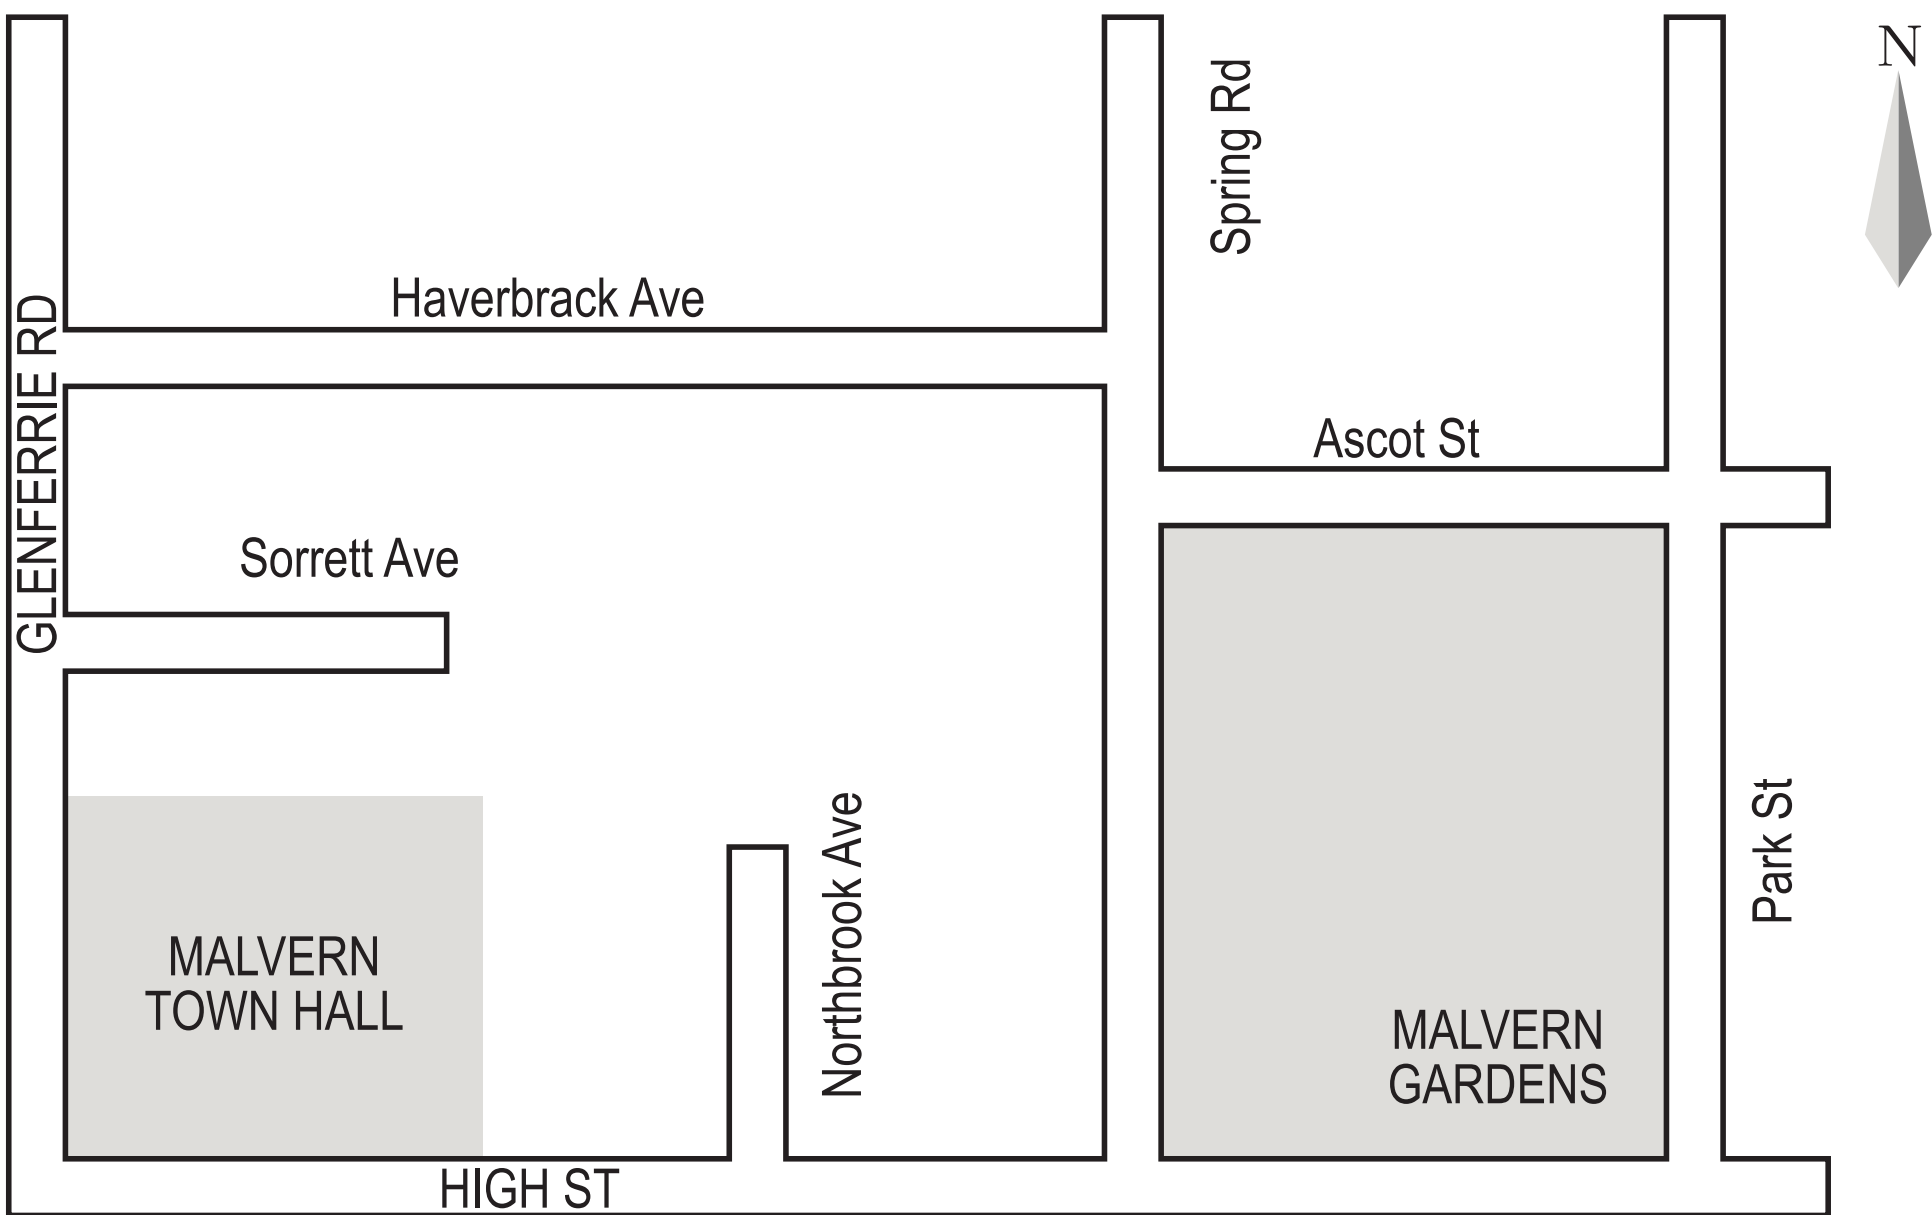 N
Spring Rd
Haverbrack Ave
GLENFERRIE RD
Ascot St
Sorrett Ave
Park St
Northbrook Ave
MALVERN
TOWN HALL
MALVERN
GARDENS
HIGH ST